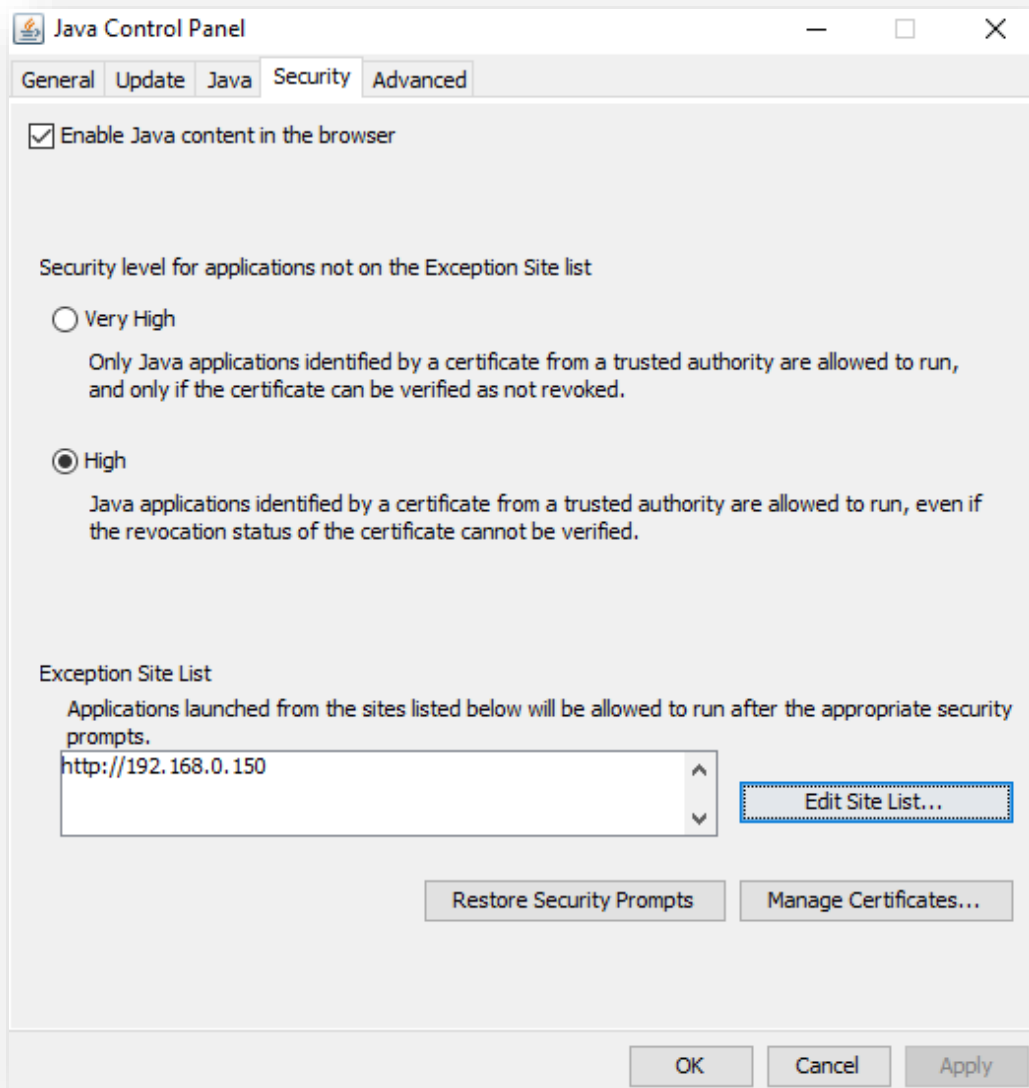 Java Control Panel
General Update Java Security Advanced
Enable Java content in the browser
Security level for applications not on the Exception Site list
Very High
Only Java applications identified by a certificate from a trusted authority are allowed to run,
and only if the certificate can be verified as not revoked.
High
Java applications identified by a certificate from a trusted authority are allowed to run, even if
the revocation status of the certificate cannot be verified.
Exception Site List
Applications launched from the sites listed below will be allowed to run after the appropriate security
prompts.
http://192.168.0.150
Edit Site List...
Restore Security Prompts Manage Certificates...
OK Cancel Apply